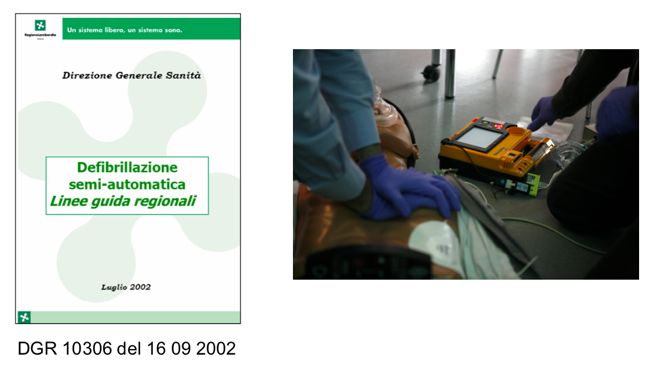 RegioneLombardia
Un sistema libero, un sistema sano.
Direzione Generale Sanità
Defibrillazione
semi-automatica
Linee guida regionali
Luglio 2002
DGR 10306 del 16 09 2002